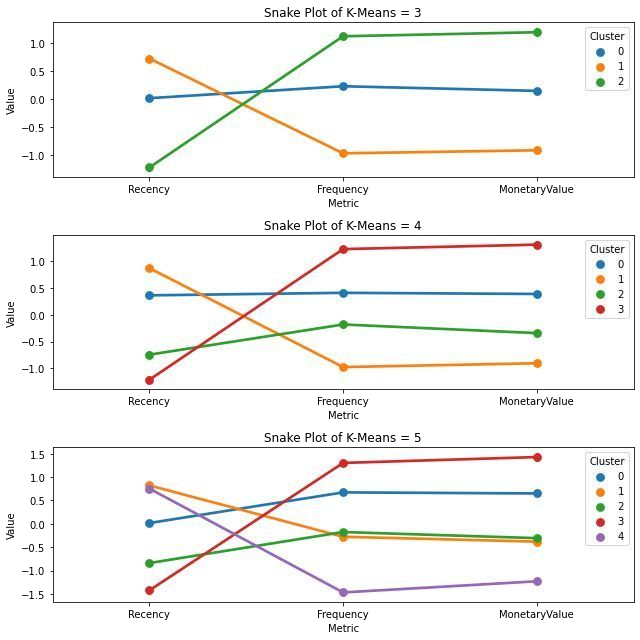 Snake Plot of K-Means = 3
Cluster
0
1
2
1.0
0.5
0.0
−0.5
−1.0
Value
Recency Frequency MonetaryValue
Metric
Snake Plot of K-Means = 4
Cluster
0
1
2
3
1.0
0.5
0.0
−0.5
−1.0
Value
Recency Frequency MonetaryValue
Metric
Snake Plot of K-Means = 5
Cluster
0
1
2
3
4
1.5
1.0
0.5
0.0
−0.5
−1.0
−1.5
Value
Recency Frequency MonetaryValue
Metric